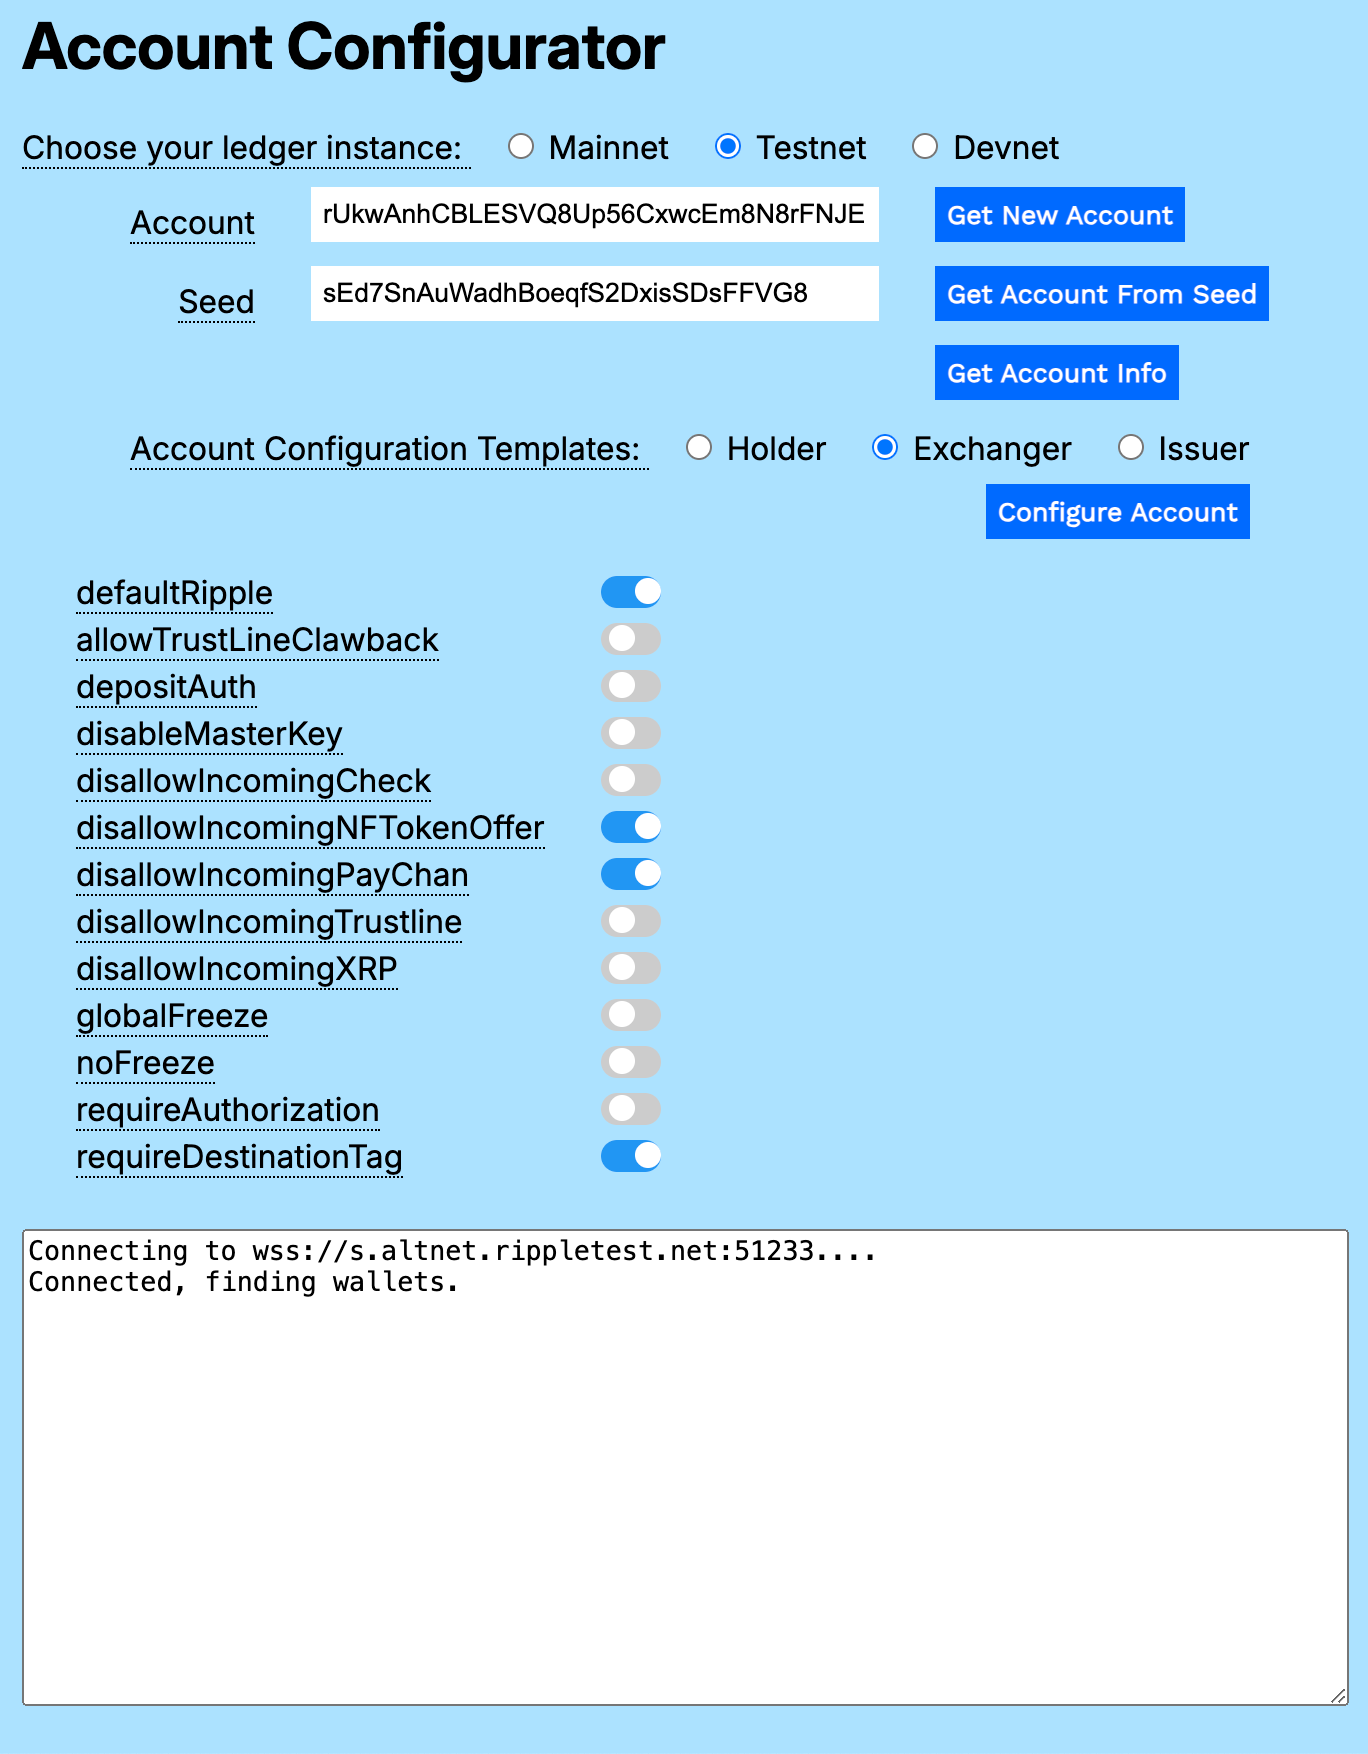 Account Configurator
Choose your ledger instance: Mainnet Testnet Devnet
Account rUkwAnhCBLESVQ8Up56CxwcEm8N8rFNJE Get New Account
Seed sEd7SnAuWadhBoeqfS2DxisSDsFFVG8 Get Account From Seed
Get Account Info
Account Configuration Templates: Holder Exchanger Issuer
Configure Account
defaultRipple
allowTrustLineClawback
depositAuth
disableMasterKey
disallowIncomingCheck
disallowIncomingNFTokenOffer
disallowIncomingPayChan
disallowIncomingTrustline
disallowIncomingXRP
globalFreeze
noFreeze
requireAuthorization
requireDestinationTag
Connecting to wss://s.altnet.rippletest.net:51233....
Connected, finding wallets.